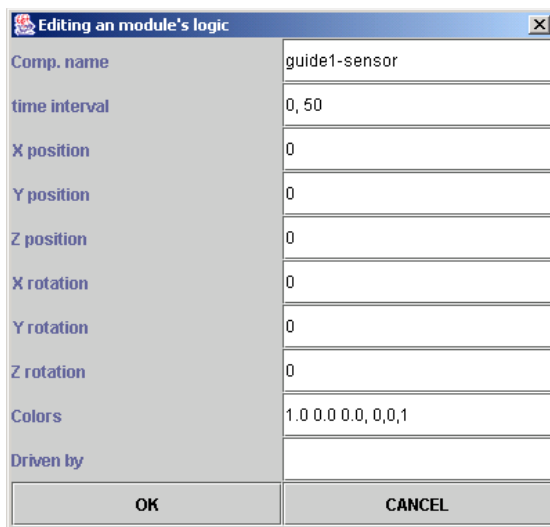 Editing an module's logic
Comp. name guide1-sensor
time interval 0, 50
X position 0
Y position 0
Z position 0
X rotation 0
Y rotation 0
Z rotation 0
Colors 1.0 0.0 0.0, 0,0,1
Driven by
OK CANCEL